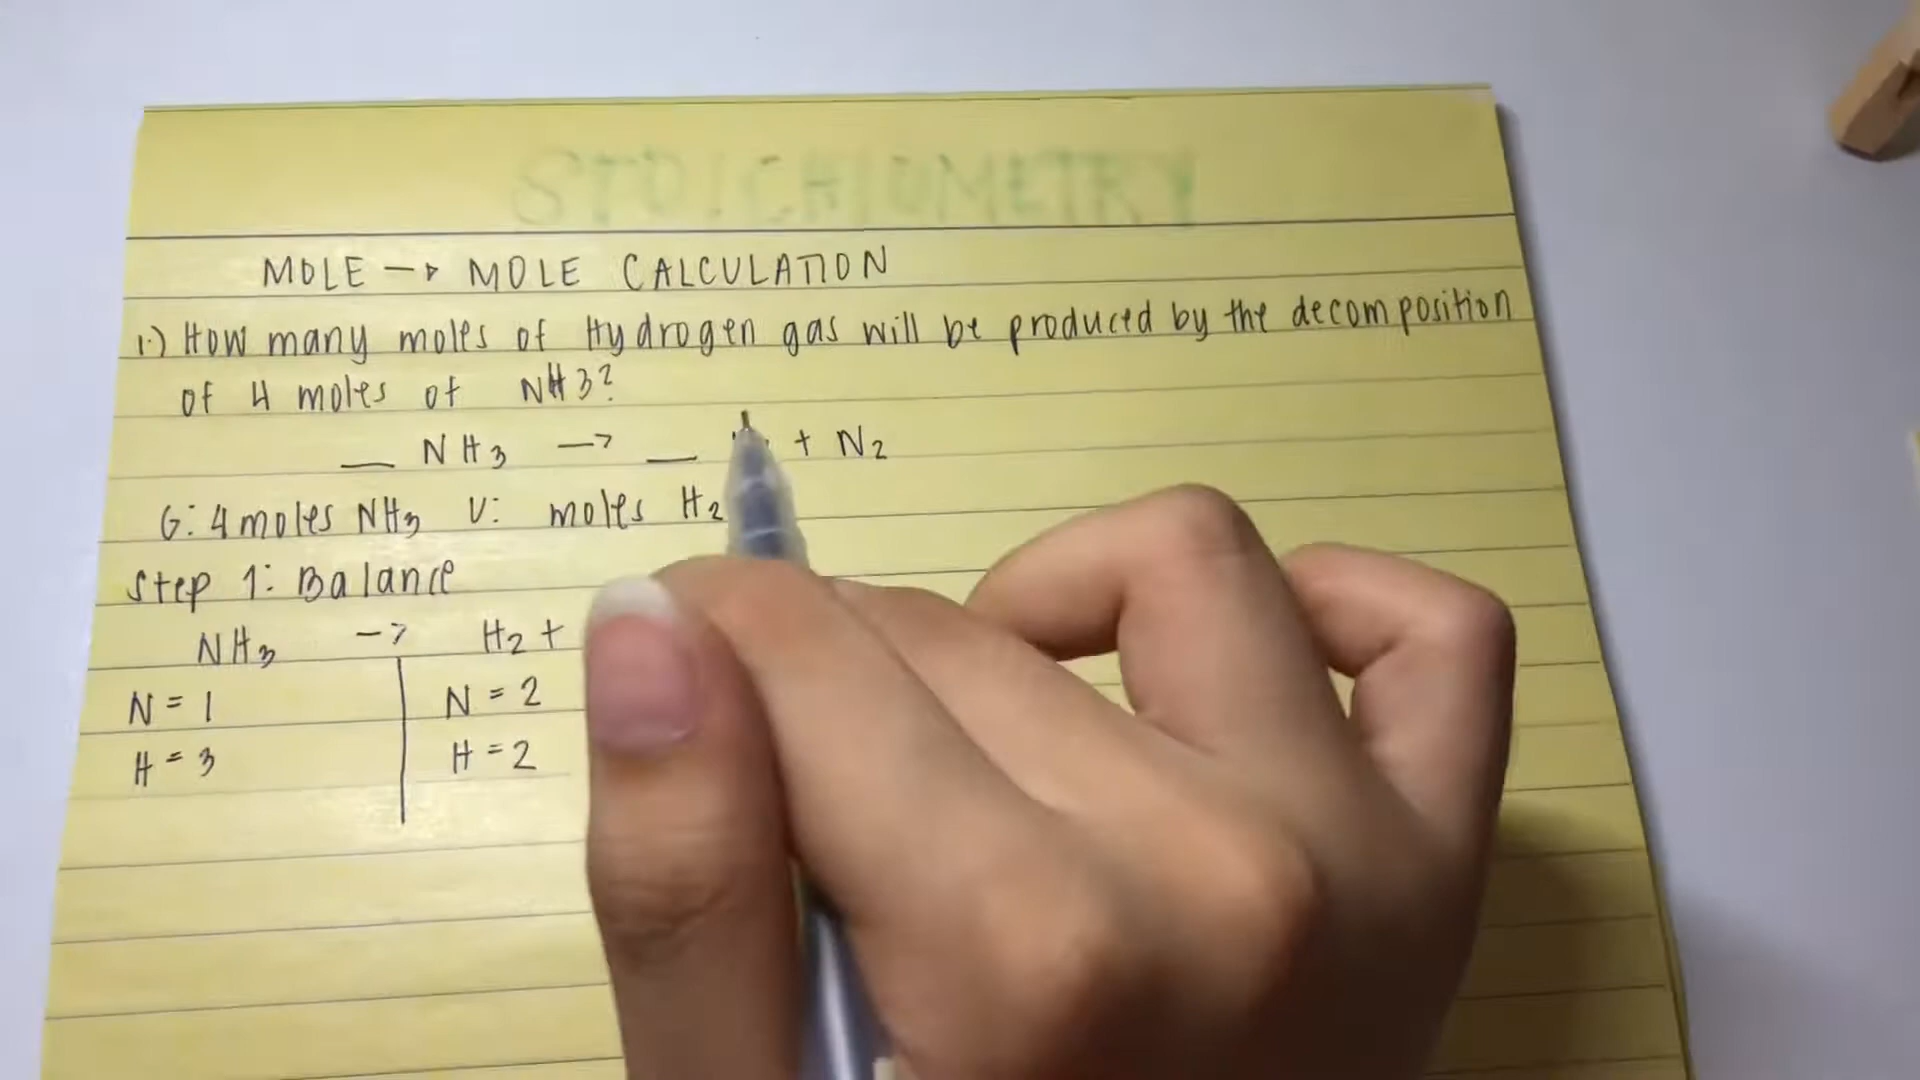 STOICHIOMETRY
MOLE → MOLE CALCULATION
1.) How many moles of Hydrogen gas will be produced by the decomposition
of 4 moles of NH3?
__ NH3 → __ + N2
G: 4 moles NH3 U: moles H2
Step 1: Balance
NH3 → H2 +
N = 1 N = 2
H = 3 H = 2